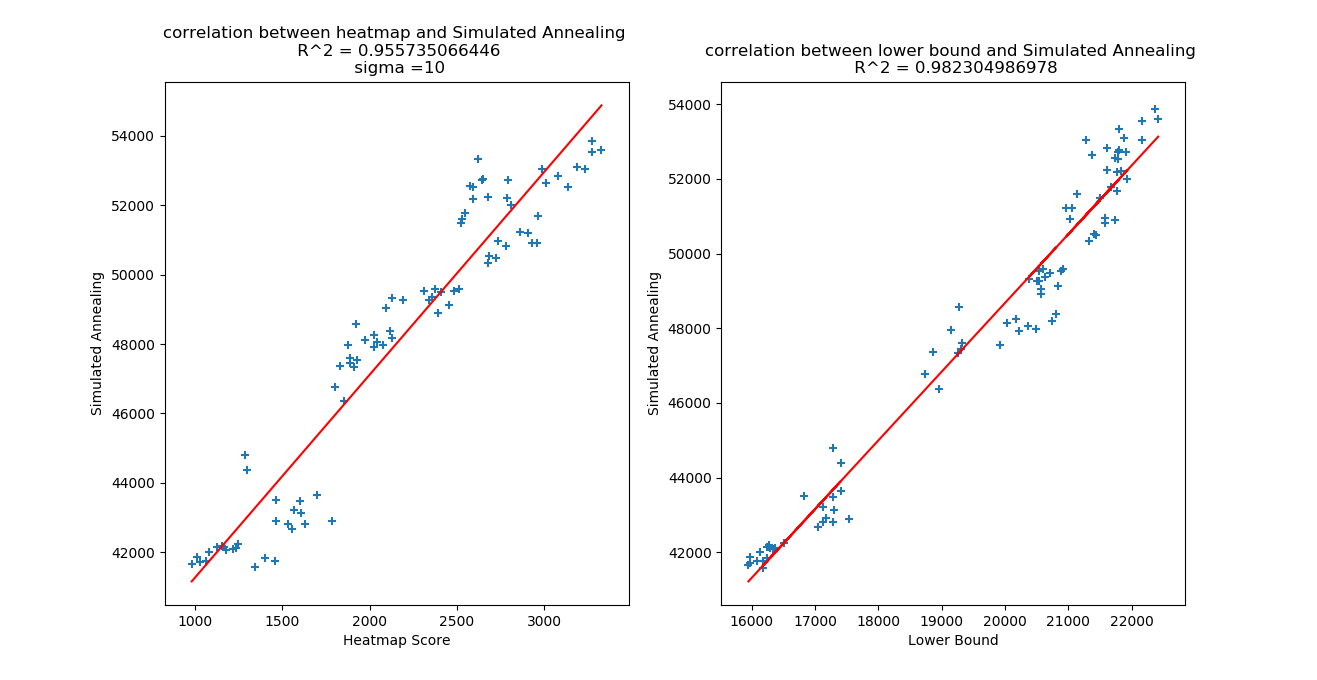 correlation between heatmap and Simulated Annealing
R^2 = 0.955735066446
sigma =10
54000
52000
50000
48000
46000
44000
42000
Simulated Annealing
1000 1500 2000 2500 3000
Heatmap Score
correlation between lower bound and Simulated Annealing
R^2 = 0.982304986978
54000
52000
50000
48000
46000
44000
42000
Simulated Annealing
16000 17000 18000 19000 20000 21000 22000
Lower Bound